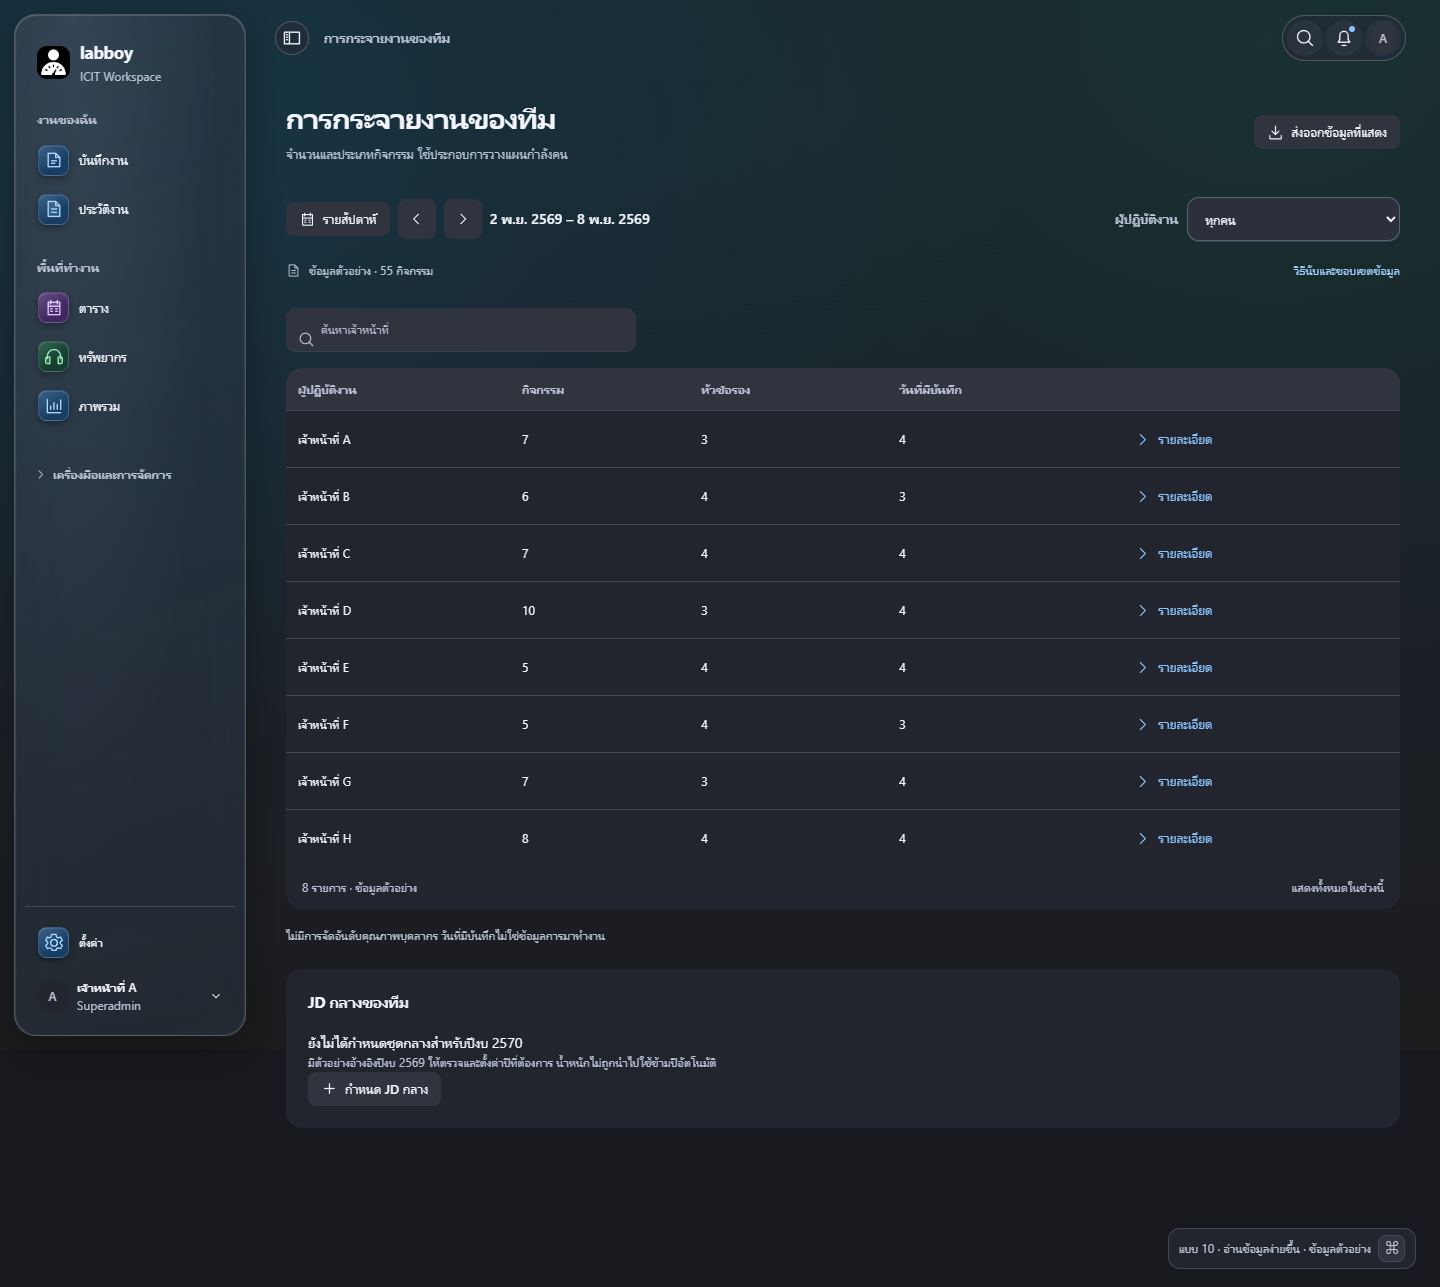 labboy
ICIT Workspace
งานของฉัน
บันทึกงาน
ประวัติงาน
พื้นที่ทำงาน
ตาราง
ทรัพยากร
ภาพรวม
เครื่องมือและการจัดการ
ตั้งค่า
A
เจ้าหน้าที่ A
Superadmin
การกระจายงานของทีม
A
การกระจายงานของทีม
จำนวนและประเภทกิจกรรม ใช้ประกอบการวางแผนกำลังคน
ส่งออกข้อมูลที่แสดง
รายสัปดาห์ 2 พ.ย. 2569 – 8 พ.ย. 2569 ผู้ปฏิบัติงาน ทุกคน
ข้อมูลตัวอย่าง · 55 กิจกรรม วิธีนับและขอบเขตข้อมูล
ค้นหาเจ้าหน้าที่
ผู้ปฏิบัติงาน กิจกรรม หัวข้อรอง วันที่มีบันทึก
เจ้าหน้าที่ A 7 3 4 รายละเอียด
เจ้าหน้าที่ B 6 4 3 รายละเอียด
เจ้าหน้าที่ C 7 4 4 รายละเอียด
เจ้าหน้าที่ D 10 3 4 รายละเอียด
เจ้าหน้าที่ E 5 4 4 รายละเอียด
เจ้าหน้าที่ F 5 4 3 รายละเอียด
เจ้าหน้าที่ G 7 3 4 รายละเอียด
เจ้าหน้าที่ H 8 4 4 รายละเอียด
8 รายการ · ข้อมูลตัวอย่าง แสดงทั้งหมดในช่วงนี้
ไม่มีการจัดอันดับคุณภาพบุคลากร วันที่มีบันทึกไม่ใช่ข้อมูลการมาทำงาน
JD กลางของทีม
ยังไม่ได้กำหนดชุดกลางสำหรับปีงบ 2570
มีตัวอย่างอ้างอิงปีงบ 2569 ให้ตรวจและตั้งค่าปีที่ต้องการ น้ำหนักไม่ถูกนำไปใช้ข้ามปีอัตโนมัติ
กำหนด JD กลาง
แบบ 10 · อ่านข้อมูลง่ายขึ้น · ข้อมูลตัวอย่าง ⌘